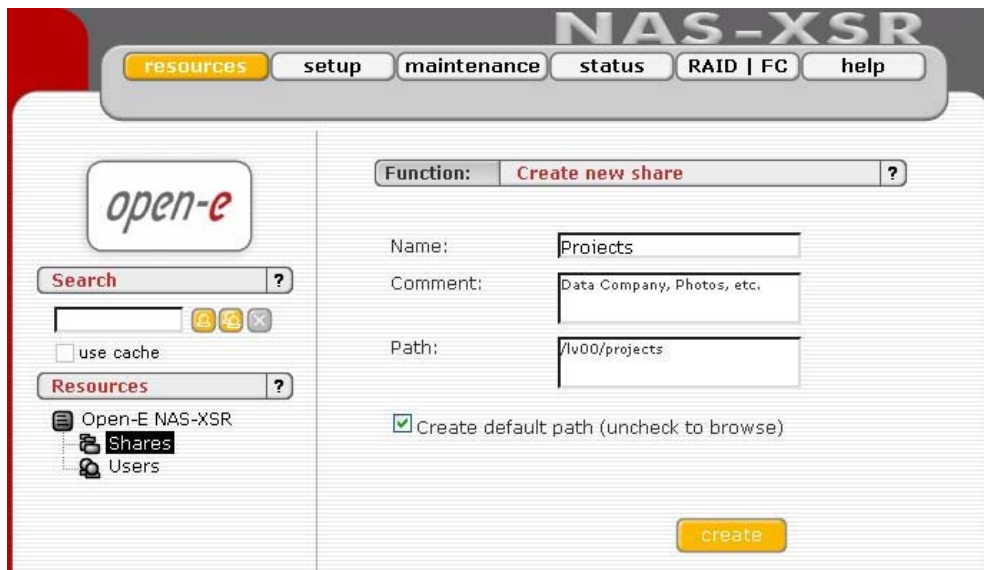 NAS-XSR
resources setup maintenance status RAID | FC help
open-e
Function: Create new share ?
Name: Projects
Search ?
Comment: Data Company, Photos, etc.
use cache
Path: /lv00/projects
Resources ?
Open-E NAS-XSR
Shares
Users
Create default path (uncheck to browse)
create